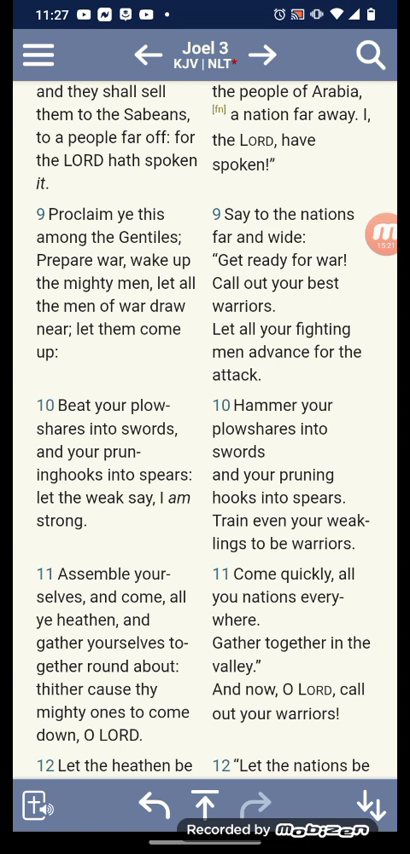 11:27
Joel 3
KJV | NLT*
and they shall sell
them to the Sabeans,
to a people far off: for
the LORD hath spoken
it.
9 Proclaim ye this
among the Gentiles;
Prepare war, wake up
the mighty men, let all
the men of war draw
near; let them come
up:
10 Beat your plow-
shares into swords,
and your prun-
inghooks into spears:
let the weak say, I am
strong.
11 Assemble your-
selves, and come, all
ye heathen, and
gather yourselves to-
gether round about:
thither cause thy
mighty ones to come
down, O LORD.
12 Let the heathen be
the people of Arabia,
[fn] a nation far away. I,
the LORD, have
spoken!”
9 Say to the nations
far and wide:
“Get ready for war!
Call out your best
warriors.
Let all your fighting
men advance for the
attack.
10 Hammer your
plowshares into
swords
and your pruning
hooks into spears.
Train even your weak-
lings to be warriors.
11 Come quickly, all
you nations every-
where.
Gather together in the
valley.”
And now, O LORD, call
out your warriors!
12 “Let the nations be
m
15:21
Recorded by mobizen